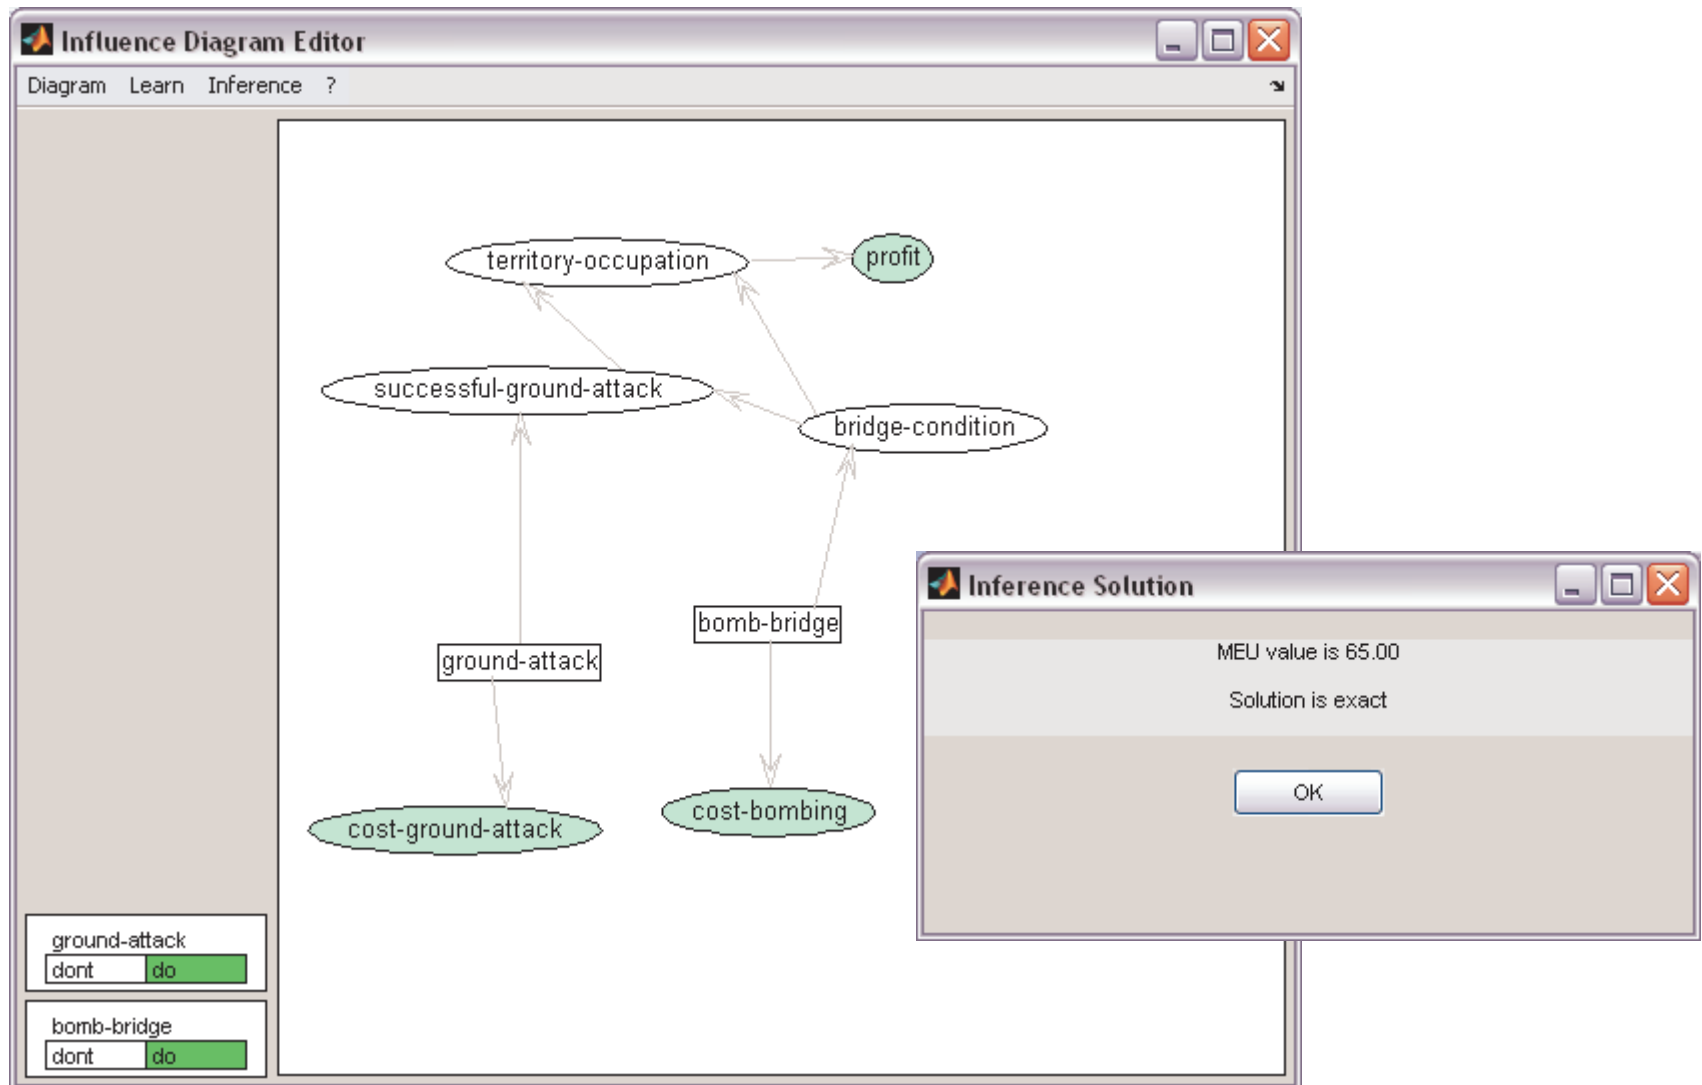 Influence Diagram Editor
Diagram Learn Inference ?
territory-occupation
profit
successful-ground-attack
bridge-condition
bomb-bridge
ground-attack
cost-bombing
cost-ground-attack
ground-attack
dont do
bomb-bridge
dont do
Inference Solution
MEU value is 65.00
Solution is exact
OK